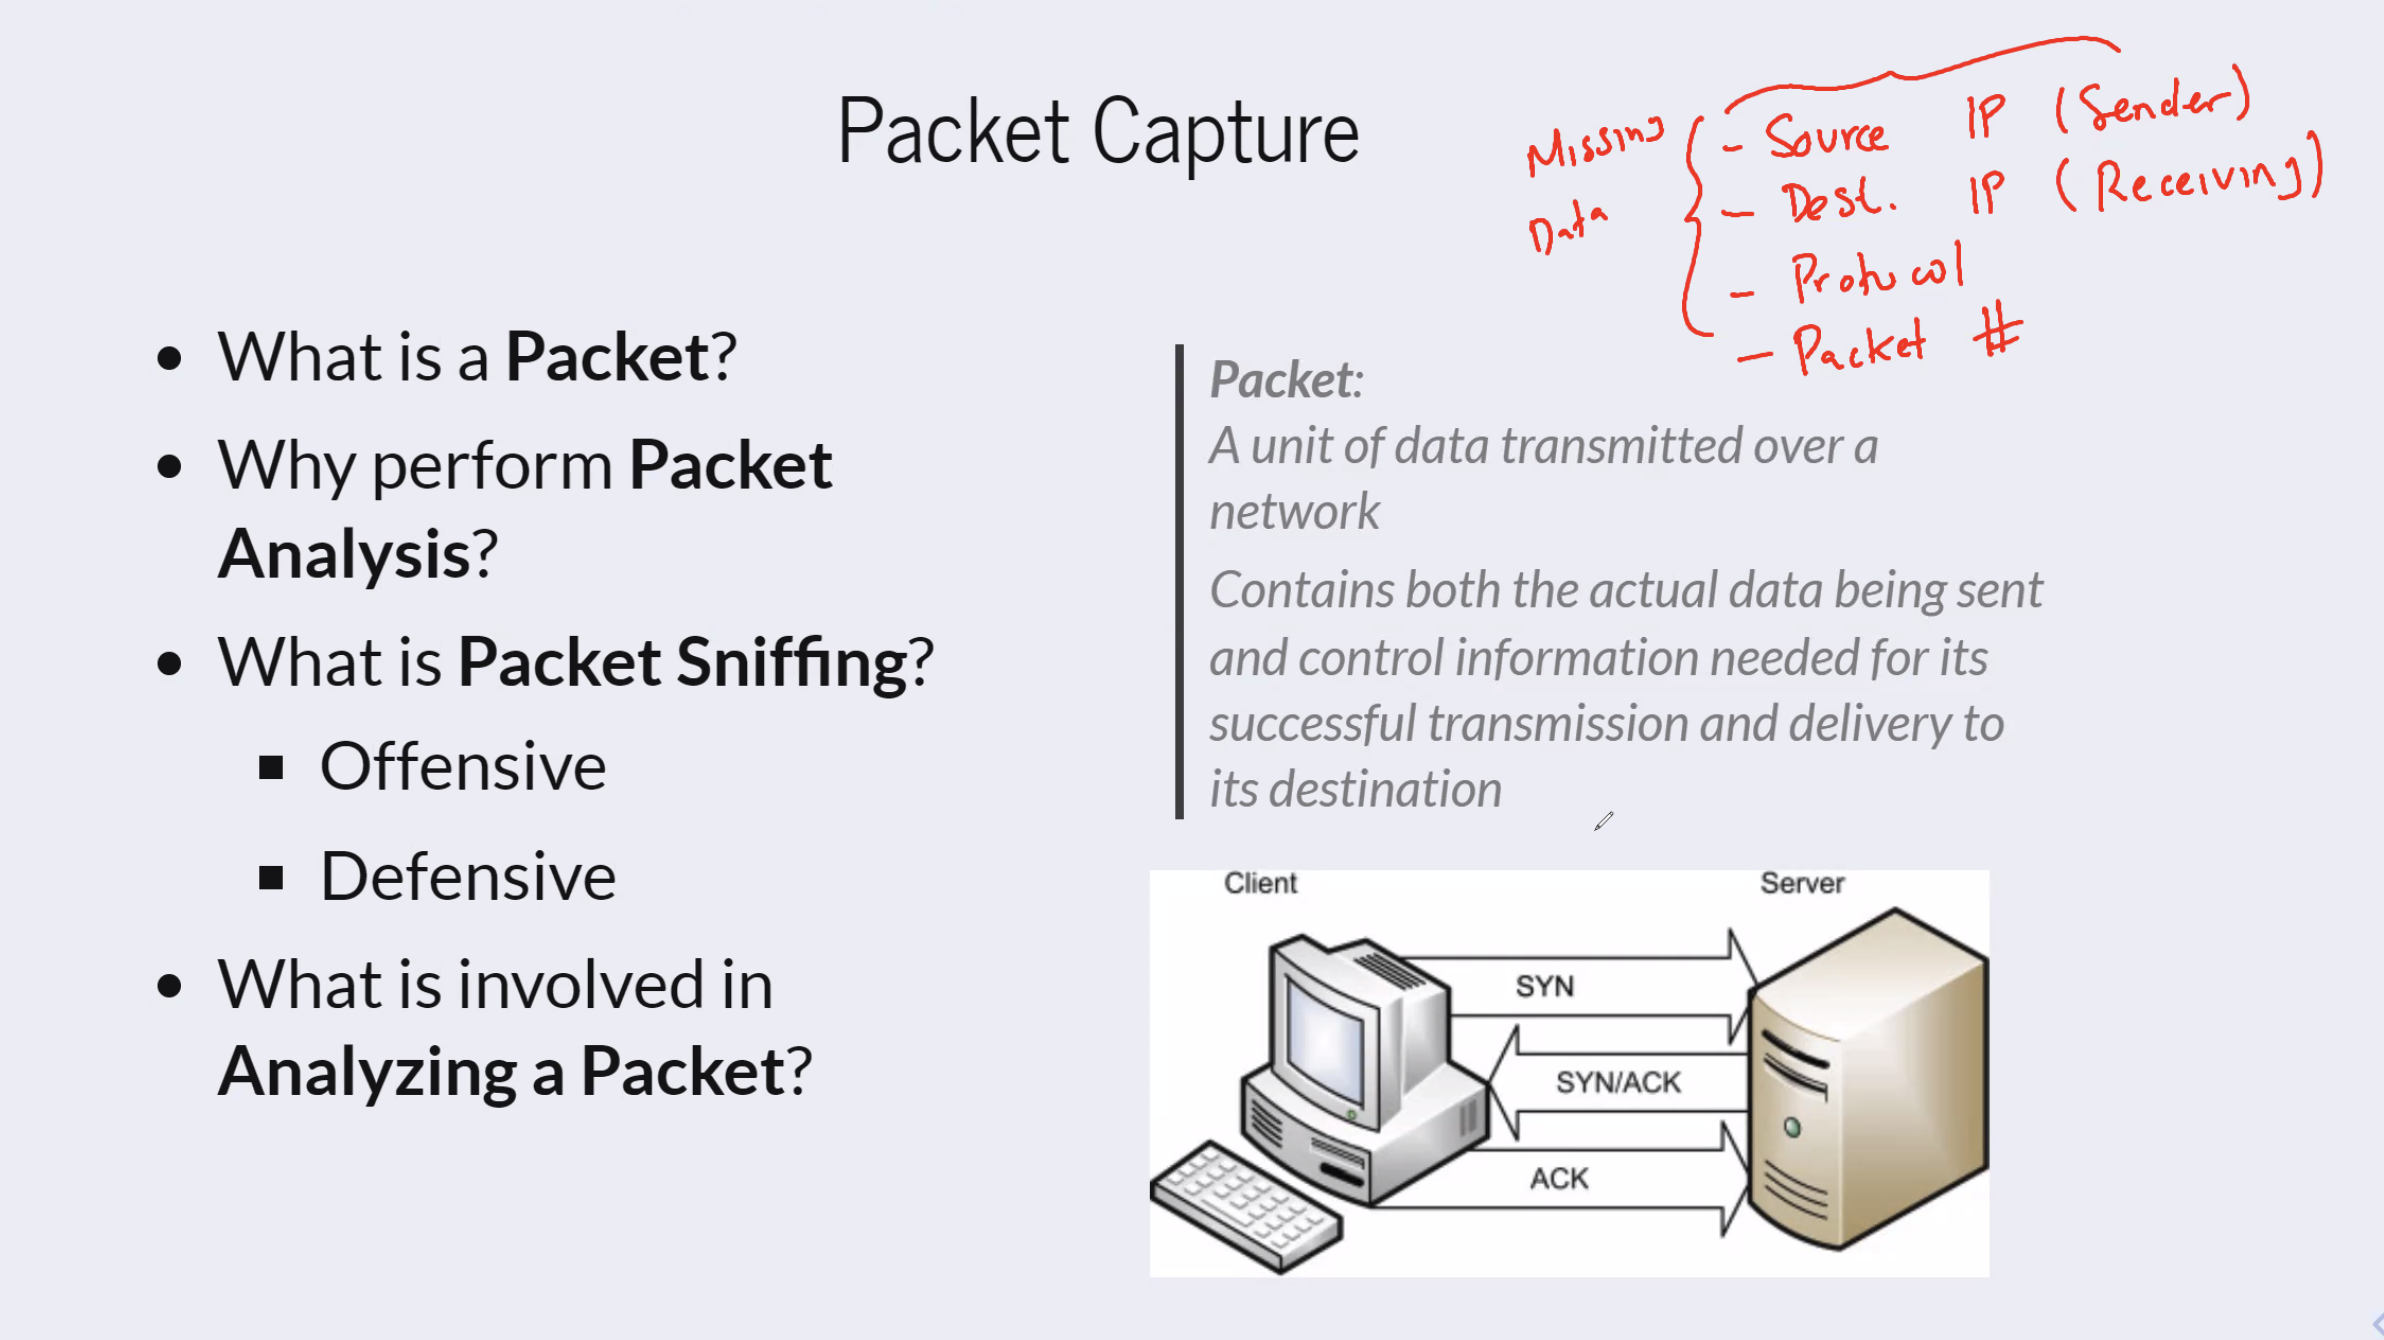 Packet Capture
Missing
Data
- Source IP (Sender)
- Dest. IP (Receiving)
- Protocol
- Packet #
• What is a Packet?
• Why perform Packet
Analysis?
• What is Packet Sniffing?
▪ Offensive
▪ Defensive
• What is involved in
Analyzing a Packet?
Packet:
A unit of data transmitted over a
network
Contains both the actual data being sent
and control information needed for its
successful transmission and delivery to
its destination
Client
Server
SYN
SYN/ACK
ACK